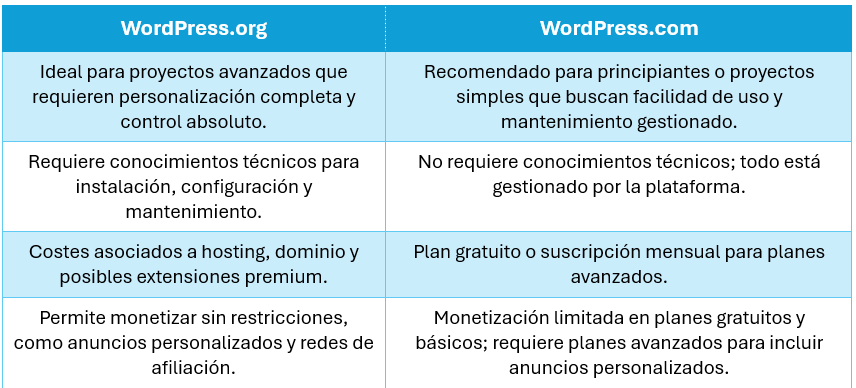 WordPress.org
WordPress.com
Ideal para proyectos avanzados que
requieren personalización completa y
control absoluto.
Recomendado para principiantes o proyectos
simples que buscan facilidad de uso y
mantenimiento gestionado.
Requiere conocimientos técnicos para
instalación, configuración y
mantenimiento.
No requiere conocimientos técnicos; todo está
gestionado por la plataforma.
Costes asociados a hosting, dominio y
posibles extensiones premium.
Plan gratuito o suscripción mensual para planes
avanzados.
Permite monetizar sin restricciones,
como anuncios personalizados y redes de
afiliación.
Monetización limitada en planes gratuitos y
básicos; requiere planes avanzados para incluir
anuncios personalizados.